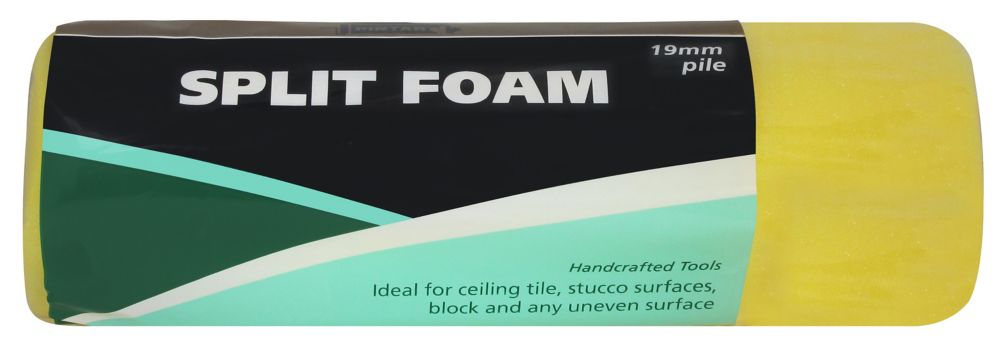 SPLIT FOAM
19mm
pile
Handcrafted Tools
Ideal for ceiling tile, stucco surfaces,
block and any uneven surface